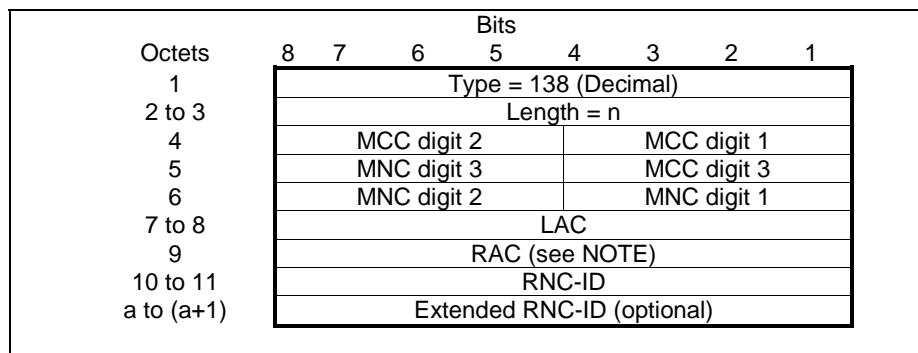 Bits
Octets 8 7 6 5 4 3 2 1
1 Type = 138 (Decimal)
2 to 3 Length = n
4 MCC digit 2 MCC digit 1
5 MNC digit 3 MCC digit 3
6 MNC digit 2 MNC digit 1
7 to 8 LAC
9 RAC (see NOTE)
10 to 11 RNC-ID
a to (a+1) Extended RNC-ID (optional)